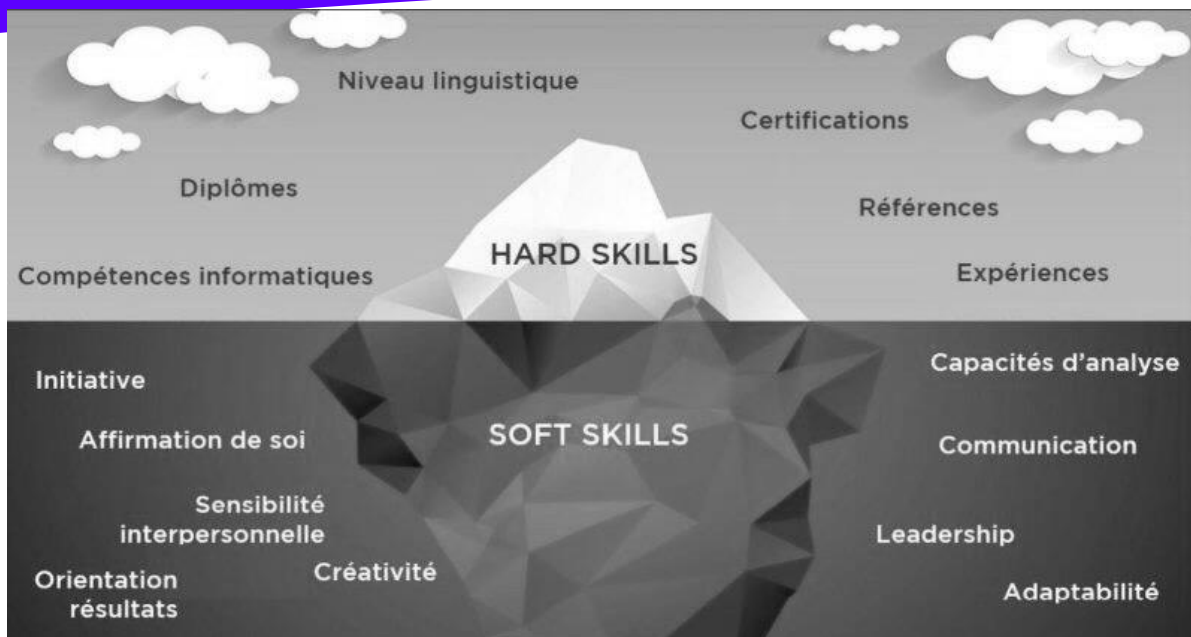 Niveau linguistique
Certifications
Diplômes
Références
HARD SKILLS
Compétences informatiques
Expériences
Capacités d’analyse
Initiative
SOFT SKILLS
Affirmation de soi
Communication
Sensibilité
interpersonnelle
Leadership
Créativité
Orientation
résultats
Adaptabilité